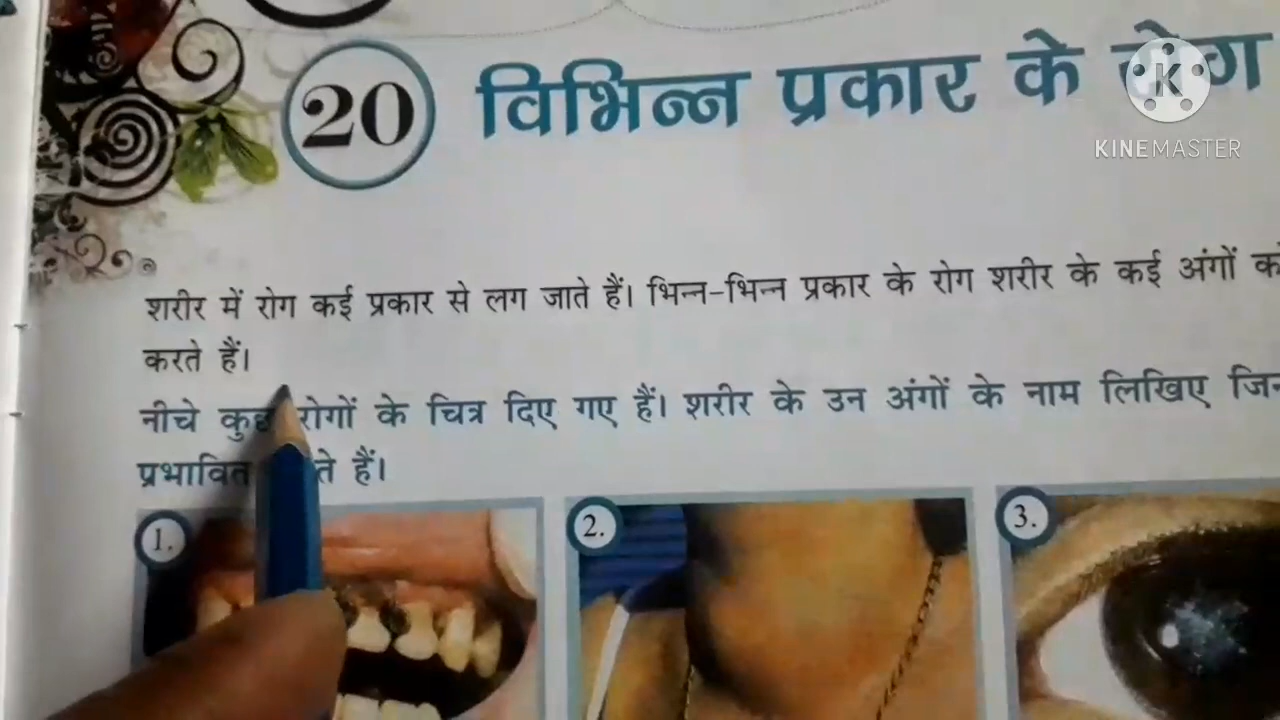 20 विभिन्न प्रकार के
KINEMASTER
शरीर में रोग कई प्रकार से लग जाते हैं। भिन्न-भिन्न प्रकार के रोग शरीर के कई अंगों
करते हैं।
नीचे कुछ रोगों के चित्र दिए गए हैं। शरीर के उन अंगों के नाम लिखिए
प्रभावित हैं।
1. 2. 3.